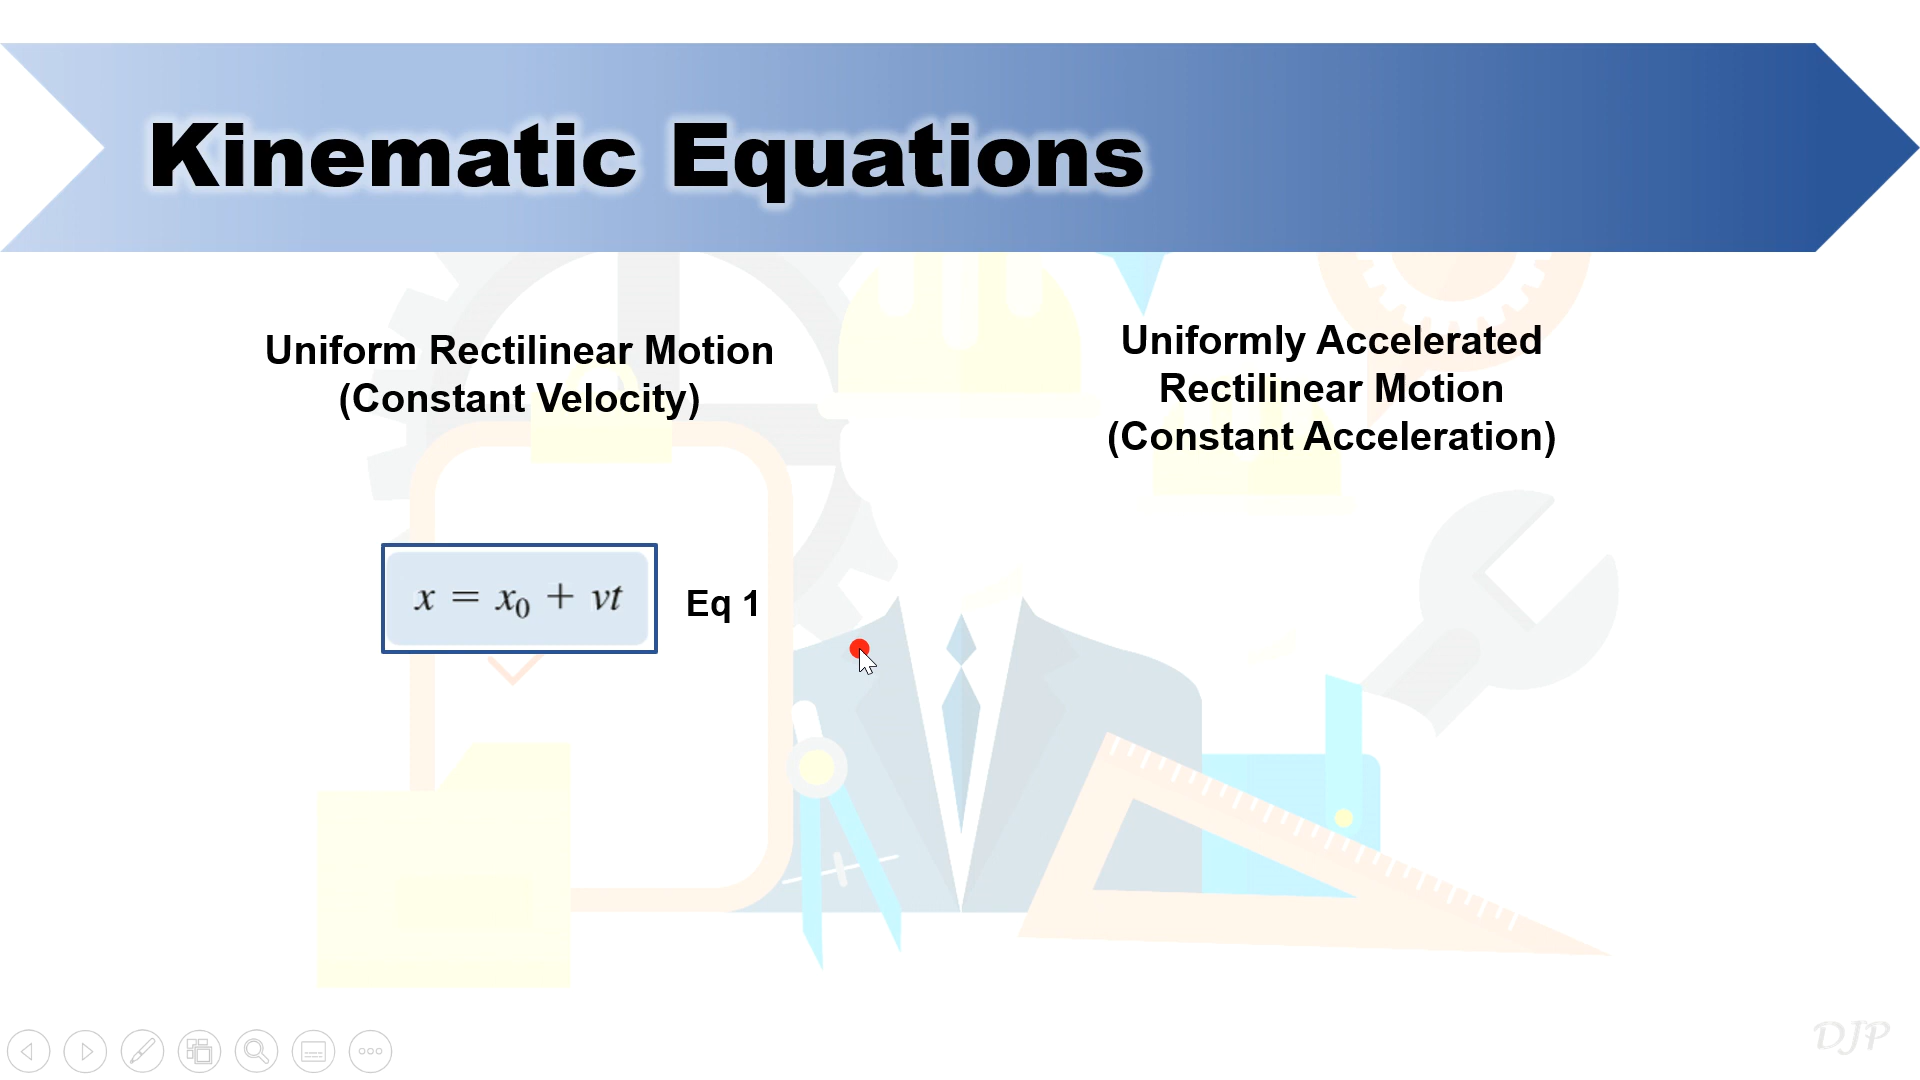 Kinematic Equations
Uniform Rectilinear Motion
(Constant Velocity)
x = x₀ + vt
Eq 1
Uniformly Accelerated
Rectilinear Motion
(Constant Acceleration)
DJP